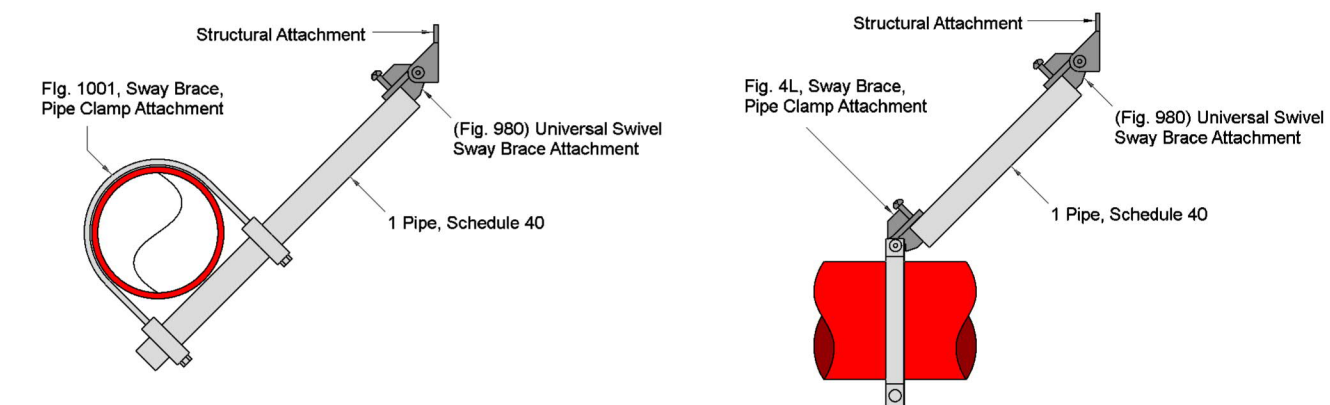 Structural Attachment
FIg. 1001, Sway Brace,
Pipe Clamp Attachment
(Fig. 980) Universal Swivel
Sway Brace Attachment
1 Pipe, Schedule 40
Structural Attachment
Fig. 4L, Sway Brace,
Pipe Clamp Attachment
(Fig. 980) Universal Swivel
Sway Brace Attachment
1 Pipe, Schedule 40